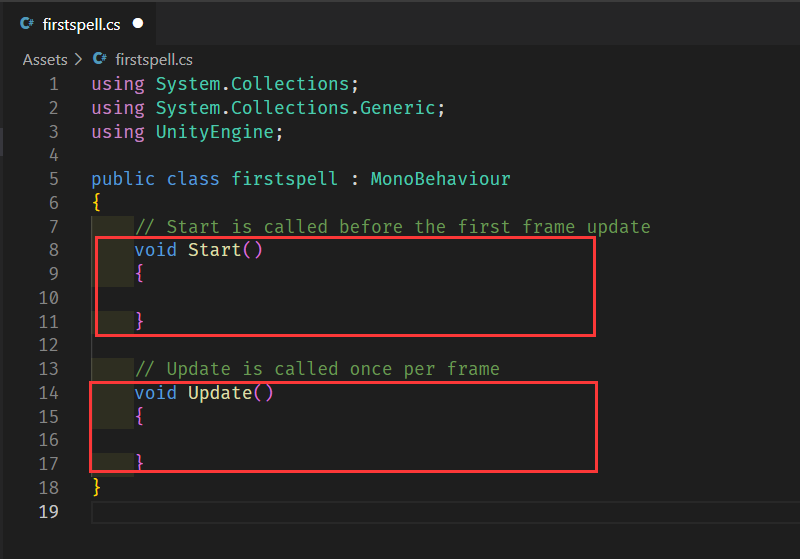 C# firstspell.cs
Assets > C# firstspell.cs
1 using System.Collections;
2 using System.Collections.Generic;
3 using UnityEngine;
4
5 public class firstspell : MonoBehaviour
6 {
7 // Start is called before the first frame update
8 void Start()
9 {
10
11 }
12
13 // Update is called once per frame
14 void Update()
15 {
16
17 }
18 }
19